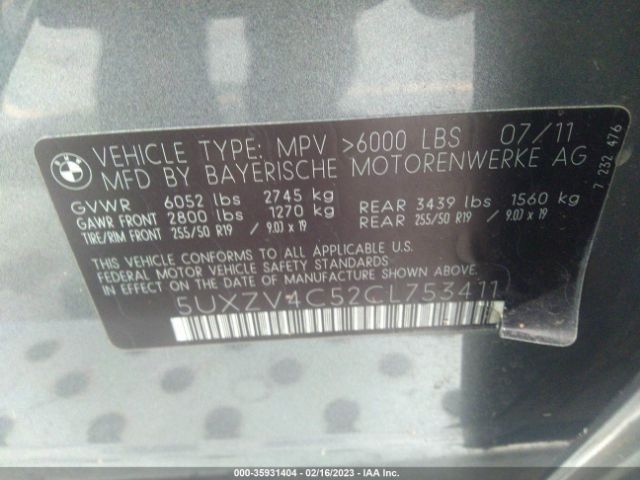 BMW
VEHICLE TYPE: MPV >6000 LBS 07/11
MFD BY BAYERISCHE MOTORENWERKE AG
7 232 476
GVWR 6052 lbs 2745 kg
GAWR FRONT 2800 lbs 1270 kg REAR 3439 lbs 1560 kg
TIRE/RIM FRONT 255/50 R19 / 9.0J x 19 REAR 255/50 R19 / 9.0J x 19
THIS VEHICLE CONFORMS TO ALL APPLICABLE U.S.
FEDERAL MOTOR VEHICLE SAFETY STANDARDS
IN EFFECT ON THE DATE OF MANUFACTURE SHOWN ABOVE.
5UXZV4C52CL753411
000-35931404 - 02/16/2023 - IAA Inc.